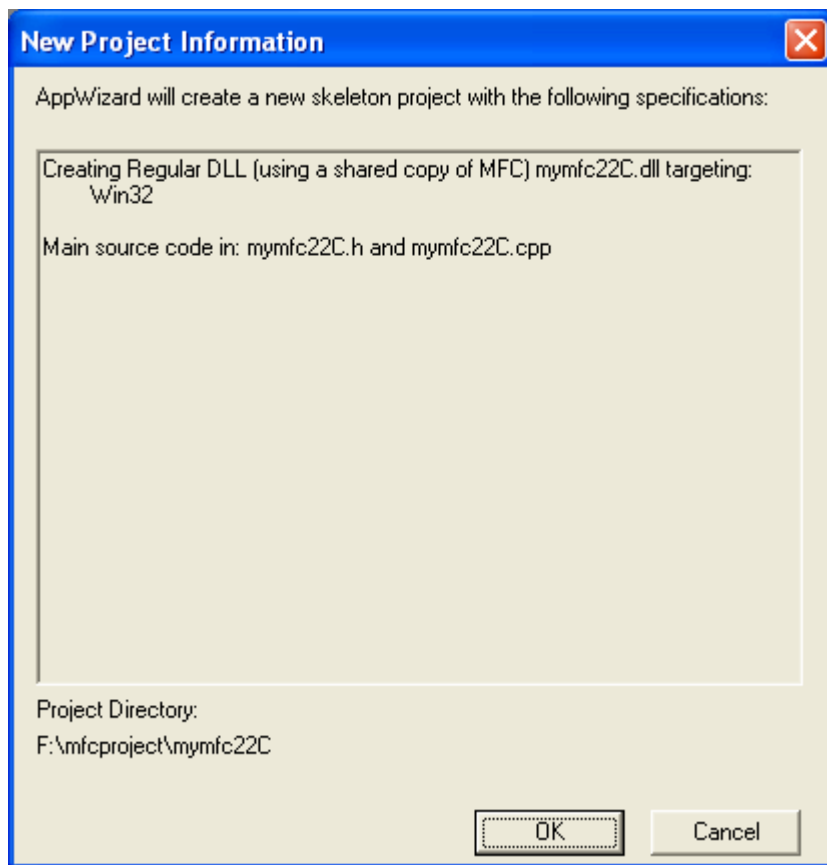 New Project Information
AppWizard will create a new skeleton project with the following specifications:
Creating Regular DLL (using a shared copy of MFC) mymfc22C.dll targeting:
Win32
Main source code in: mymfc22C.h and mymfc22C.cpp
Project Directory:
F:\mfcproject\mymfc22C
OK
Cancel